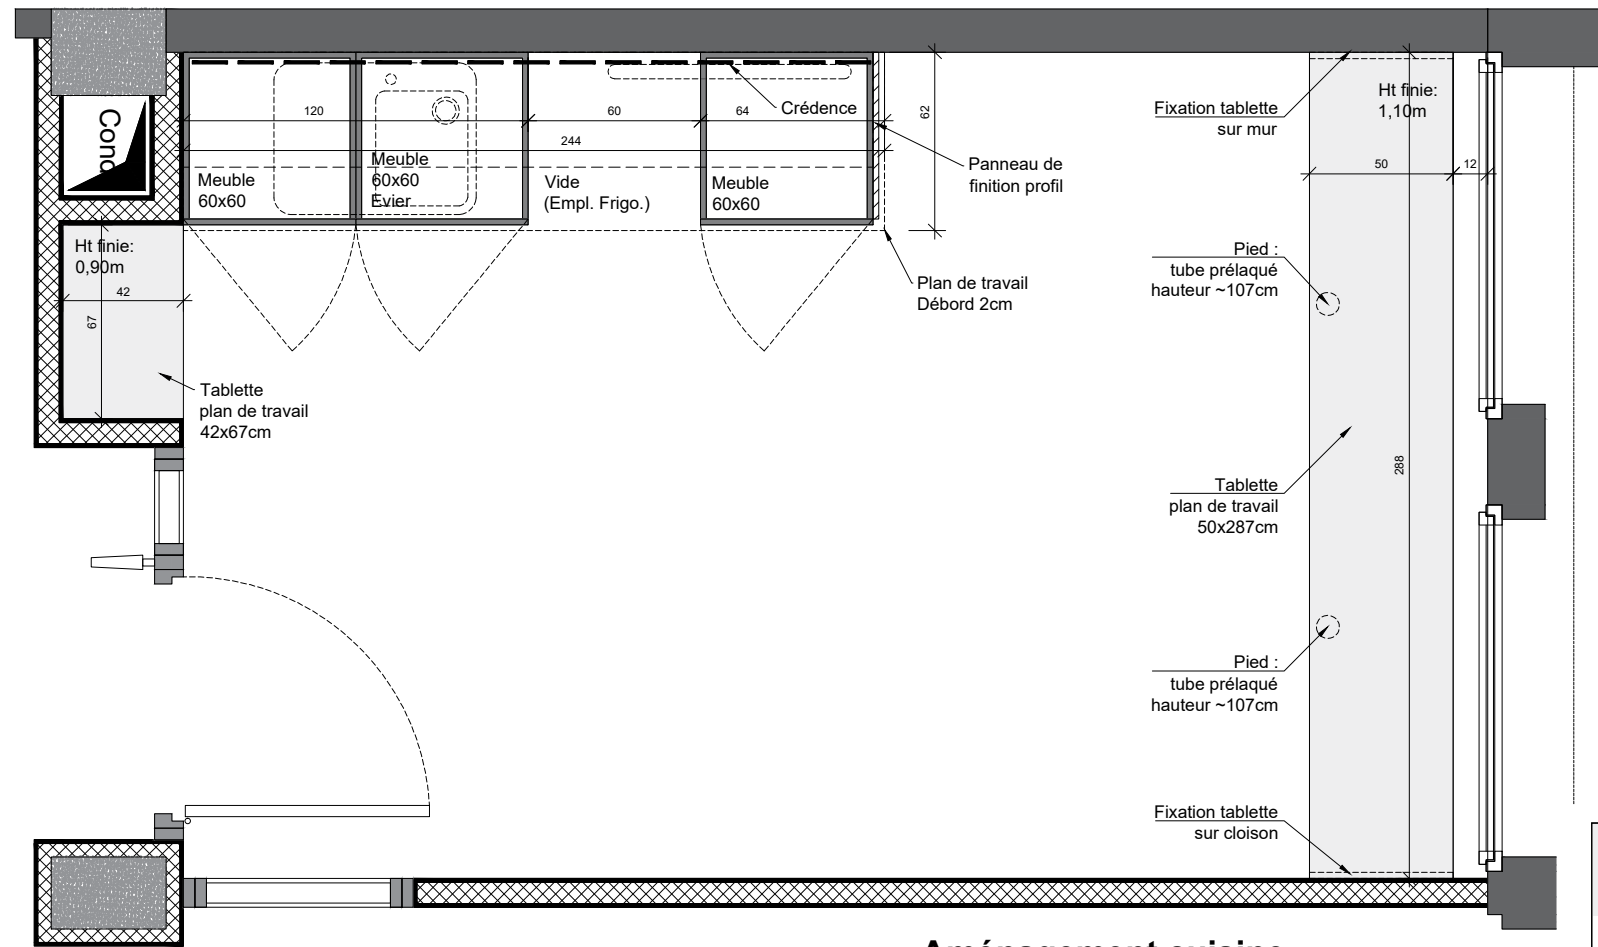 Cond
120
60
64
244
62
Crédence
Meuble
60x60
Meuble
60x60
Evier
Vide
(Empl. Frigo.)
Meuble
60x60
Panneau de
finition profil
Plan de travail
Débord 2cm
Ht finie:
0,90m
42
67
Tablette
plan de travail
42x67cm
Fixation tablette
sur mur
Ht finie:
1,10m
50
12
Pied :
tube prélaqué
hauteur ~107cm
288
Tablette
plan de travail
50x287cm
Pied :
tube prélaqué
hauteur ~107cm
Fixation tablette
sur cloison
Aménagement cuisine